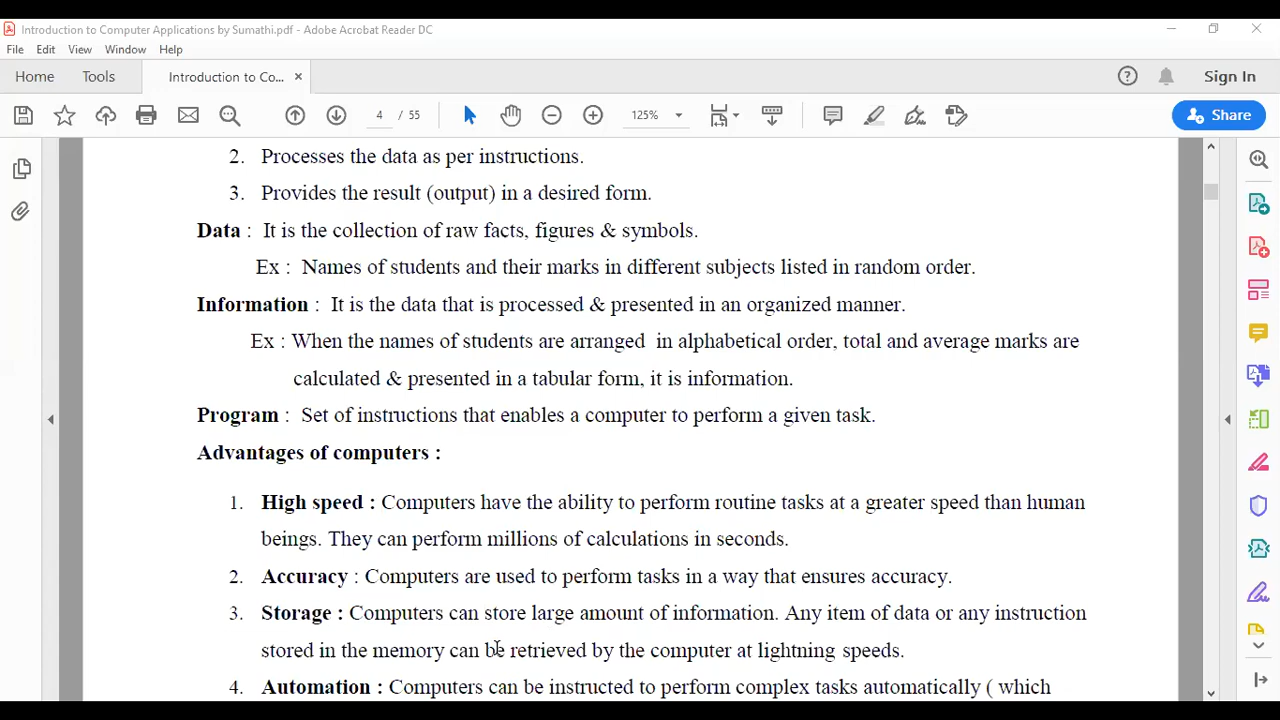 Introduction to Computer Applications by Sumathi.pdf - Adobe Acrobat Reader DC
File Edit View Window Help
Home Tools Introduction to Co... × Sign In
4 / 55 125% Share
2. Processes the data as per instructions.
3. Provides the result (output) in a desired form.
Data : It is the collection of raw facts, figures & symbols.
Ex : Names of students and their marks in different subjects listed in random order.
Information : It is the data that is processed & presented in an organized manner.
Ex : When the names of students are arranged in alphabetical order, total and average marks are
calculated & presented in a tabular form, it is information.
Program : Set of instructions that enables a computer to perform a given task.
Advantages of computers :
1. High speed : Computers have the ability to perform routine tasks at a greater speed than human
beings. They can perform millions of calculations in seconds.
2. Accuracy : Computers are used to perform tasks in a way that ensures accuracy.
3. Storage : Computers can store large amount of information. Any item of data or any instruction
stored in the memory can be retrieved by the computer at lightning speeds.
4. Automation : Computers can be instructed to perform complex tasks automatically ( which